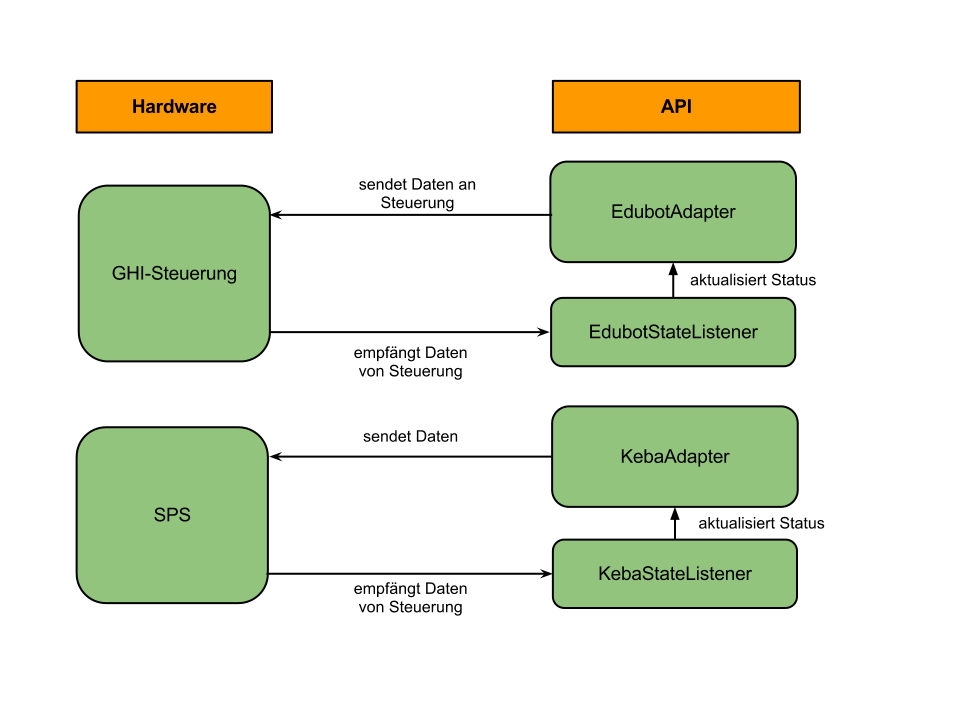 Hardware
API
sendet Daten an
Steuerung
EdubotAdapter
GHI-Steuerung
aktualisiert Status
EdubotStateListener
empfängt Daten
von Steuerung
sendet Daten
KebaAdapter
SPS
aktualisiert Status
KebaStateListener
empfängt Daten
von Steuerung